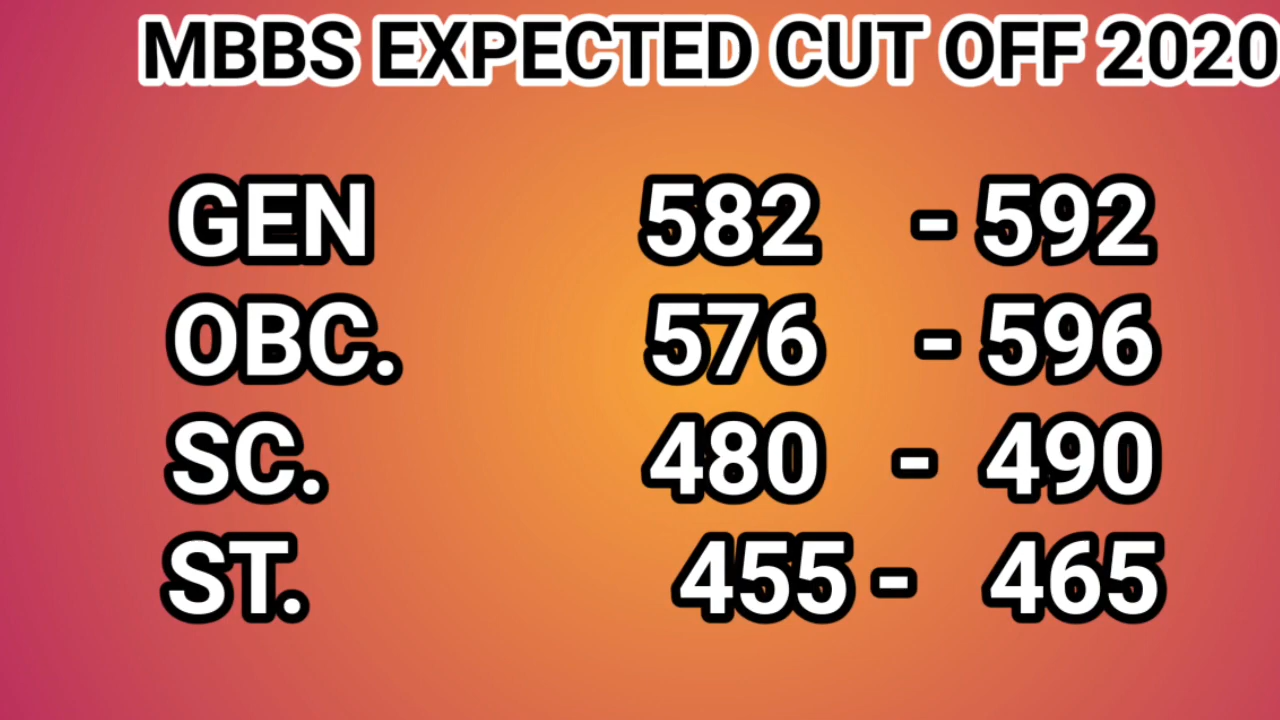 MBBS EXPECTED CUT OFF 2020
GEN 582 - 592
OBC. 576 - 596
SC. 480 - 490
ST. 455 - 465